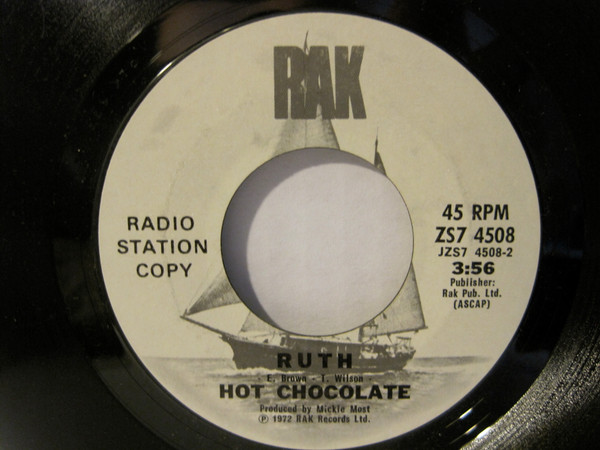 RAK
RADIO
STATION
COPY
45 RPM
ZS7 4508
JZS7 4508-2
3:56
Publisher:
Rak Pub. Ltd.
(ASCAP)
RUTH
- E. Brown - T. Wilson -
HOT CHOCOLATE
Produced by Mickie Most
℗ 1972 RAK Records Ltd.